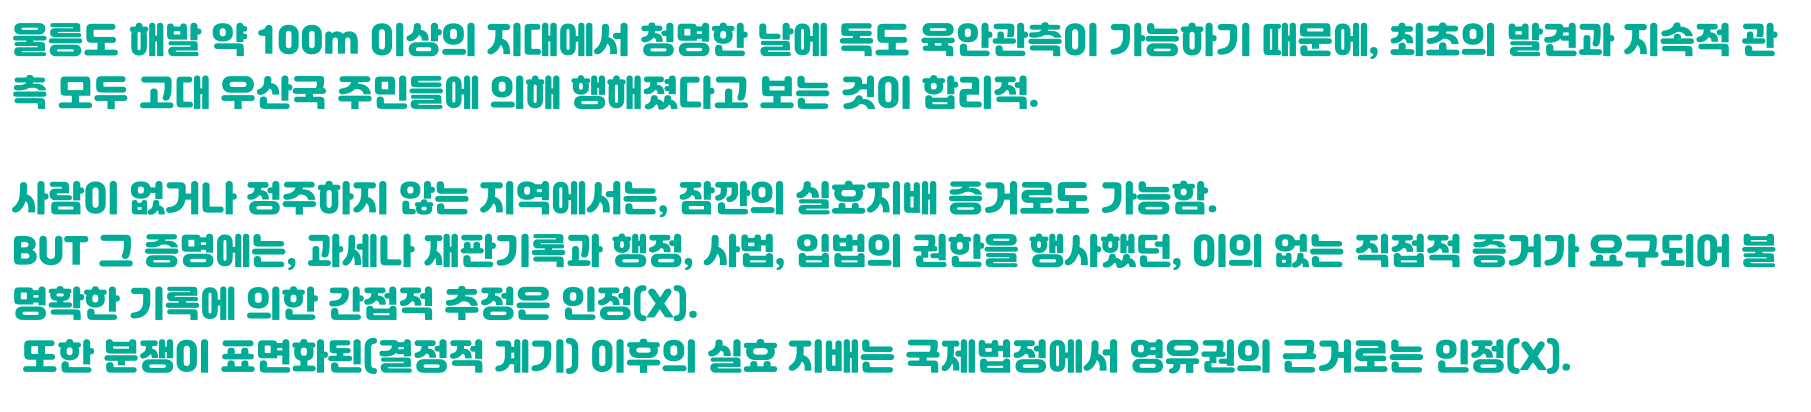 울릉도 해발 약 100m 이상의 지대에서 청명한 날에 독도 육안관측이 가능하기 때문에, 최초의 발견과 지속적 관
측 모두 고대 우산국 주민들에 의해 행해졌다고 보는 것이 합리적.
사람이 없거나 정주하지 않는 지역에서는, 잠깐의 실효지배 증거로도 가능함.
BUT 그 증명에는, 과세나 재판기록과 행정, 사법, 입법의 권한을 행사했던, 이의 없는 직접적 증거가 요구되어 불
명확한 기록에 의한 간접적 추정은 인정(X).
또한 분쟁이 표면화된(결정적 계기) 이후의 실효 지배는 국제법정에서 영유권의 근거로는 인정(X).